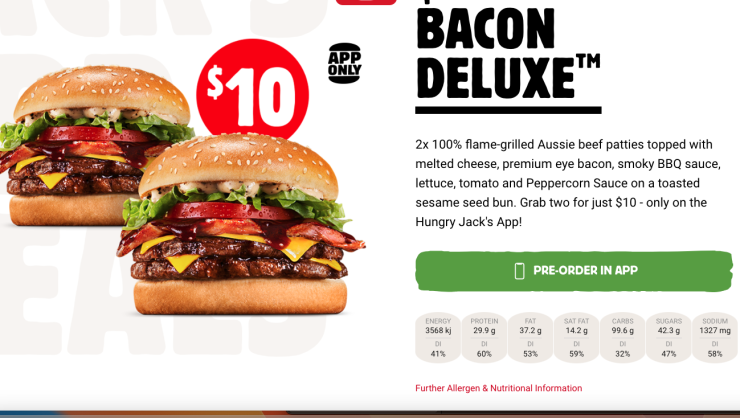 BACON
DELUXE™
$10
APP
ONLY
2x 100% flame-grilled Aussie beef patties topped with
melted cheese, premium eye bacon, smoky BBQ sauce,
lettuce, tomato and Peppercorn Sauce on a toasted
sesame seed bun. Grab two for just $10 - only on the
Hungry Jack's App!
PRE-ORDER IN APP
ENERGY PROTEIN FAT SAT FAT CARBS SUGARS SODIUM
3568 kj 29.9 g 37.2 g 14.2 g 99.6 g 42.3 g 1327 mg
DI DI DI DI DI DI DI
41% 60% 53% 59% 32% 47% 58%
Further Allergen & Nutritional Information